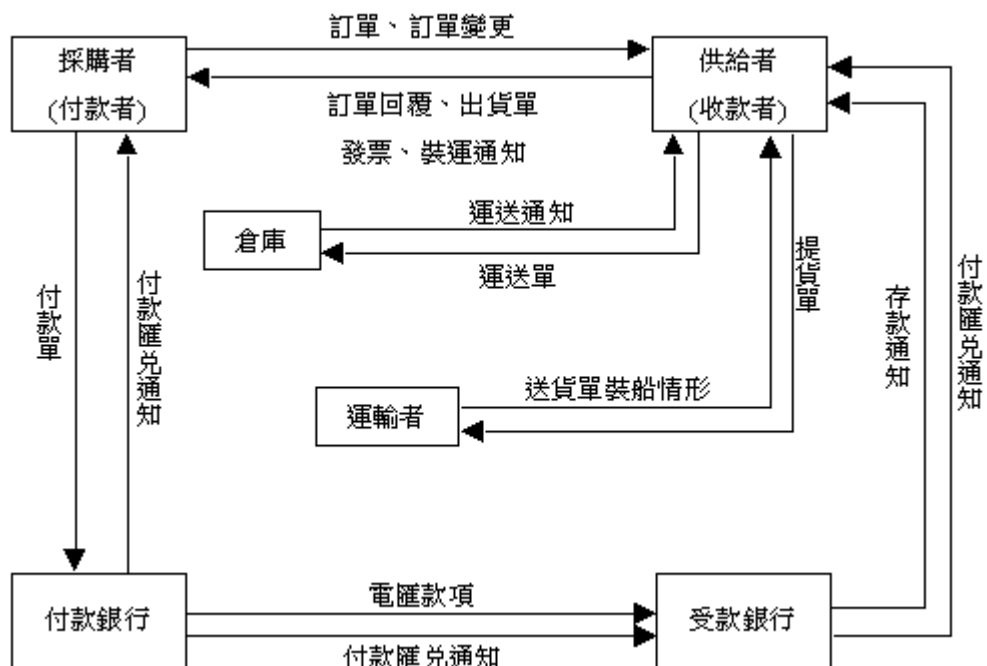 訂單、訂單變更
採購者
(付款者)
供給者
(收款者)
訂單回覆、出貨單
發票、裝運通知
倉庫
運送通知
運送單
提貨單
付款單
付款匯兌通知
存款通知
付款匯兌通知
運輸者
送貨單裝船情形
付款銀行
電匯款項
付款匯兌通知
受款銀行